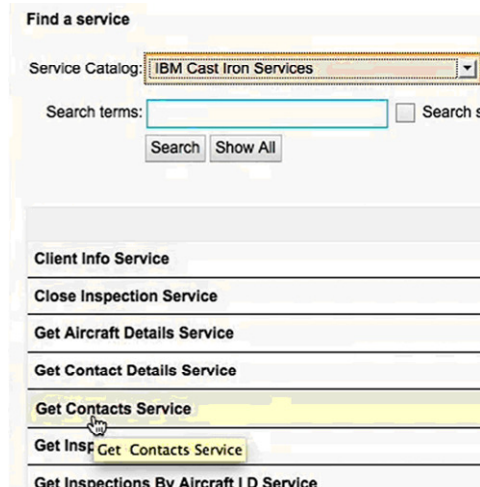 Find a service
Service Catalog: IBM Cast Iron Services
Search terms: Search
Search Show All
Client Info Service
Close Inspection Service
Get Aircraft Details Service
Get Contact Details Service
Get Contacts Service
Get Insp Get Contacts Service
Get Inspections By Aircraft I D Service